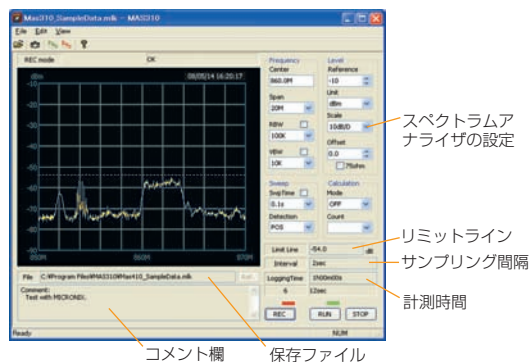 Mas310_SampleData.mlk - MAS310
File Edit View
REC mode OK
dBm 08/05/14 16:20:17
-10
-20
-30
-40
-50
-60
-70
-80
-90
850M 860M 870M
Frequency
Center
860.0M
Span
20M
RBW
100K
VBW
10K
Level
Reference
-10
Unit
dBm
Scale
10dB/D
Offset
0.0
75ohm
Sweep
SwpTime
0.1s
Detection
POS
Calculation
Mode
OFF
Count
Limit Line -54.0 dB
Interval 2sec
LoggingTime 1h00m00s
6 12sec
REC RUN STOP
File C:¥Program Files¥MAS310¥Mas410_SampleData.mlk
Comment:
Test with MICRONIX.
Ready NUM
スペクトラムア
ナライザの設定
リミットライン
サンプリング間隔
計測時間
コメント欄
保存ファイル